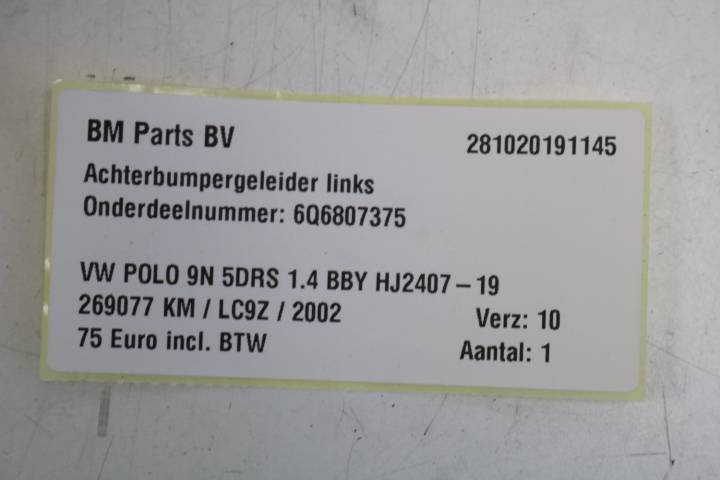 BM Parts BV 281020191145
Achterbumpergeleider links
Onderdeelnummer: 6Q6807375
VW POLO 9N 5DRS 1.4 BBY HJ2407-19
269077 KM / LC9Z / 2002 Verz: 10
75 Euro incl. BTW Aantal: 1